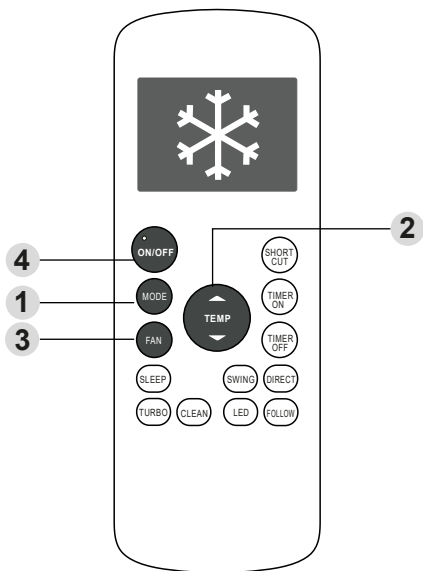 2
4
ON/OFF
SHORT
CUT
1
MODE
TEMP
TIMER
ON
3
FAN
TIMER
OFF
SLEEP
SWING
DIRECT
TURBO
CLEAN
LED
FOLLOW